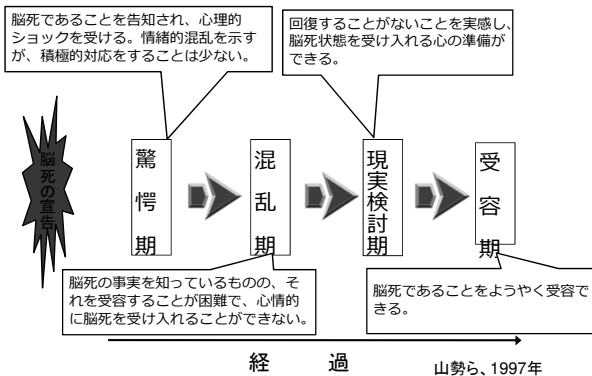 脳死であることを告知され、心理的
ショックを受ける。情緒的混乱を示す
が、積極的対応をすることは少ない。
回復することがないことを実感し、
脳死状態を受け入れる心の準備が
できる。
脳死の宣告
驚愕期
混乱期
現実検討期
受容期
脳死の事実を知っているものの、そ
れを受容することが困難で、心情的
に脳死を受け入れることができない。
脳死であることをようやく受容で
きる。
経 過
山勢ら、1997年